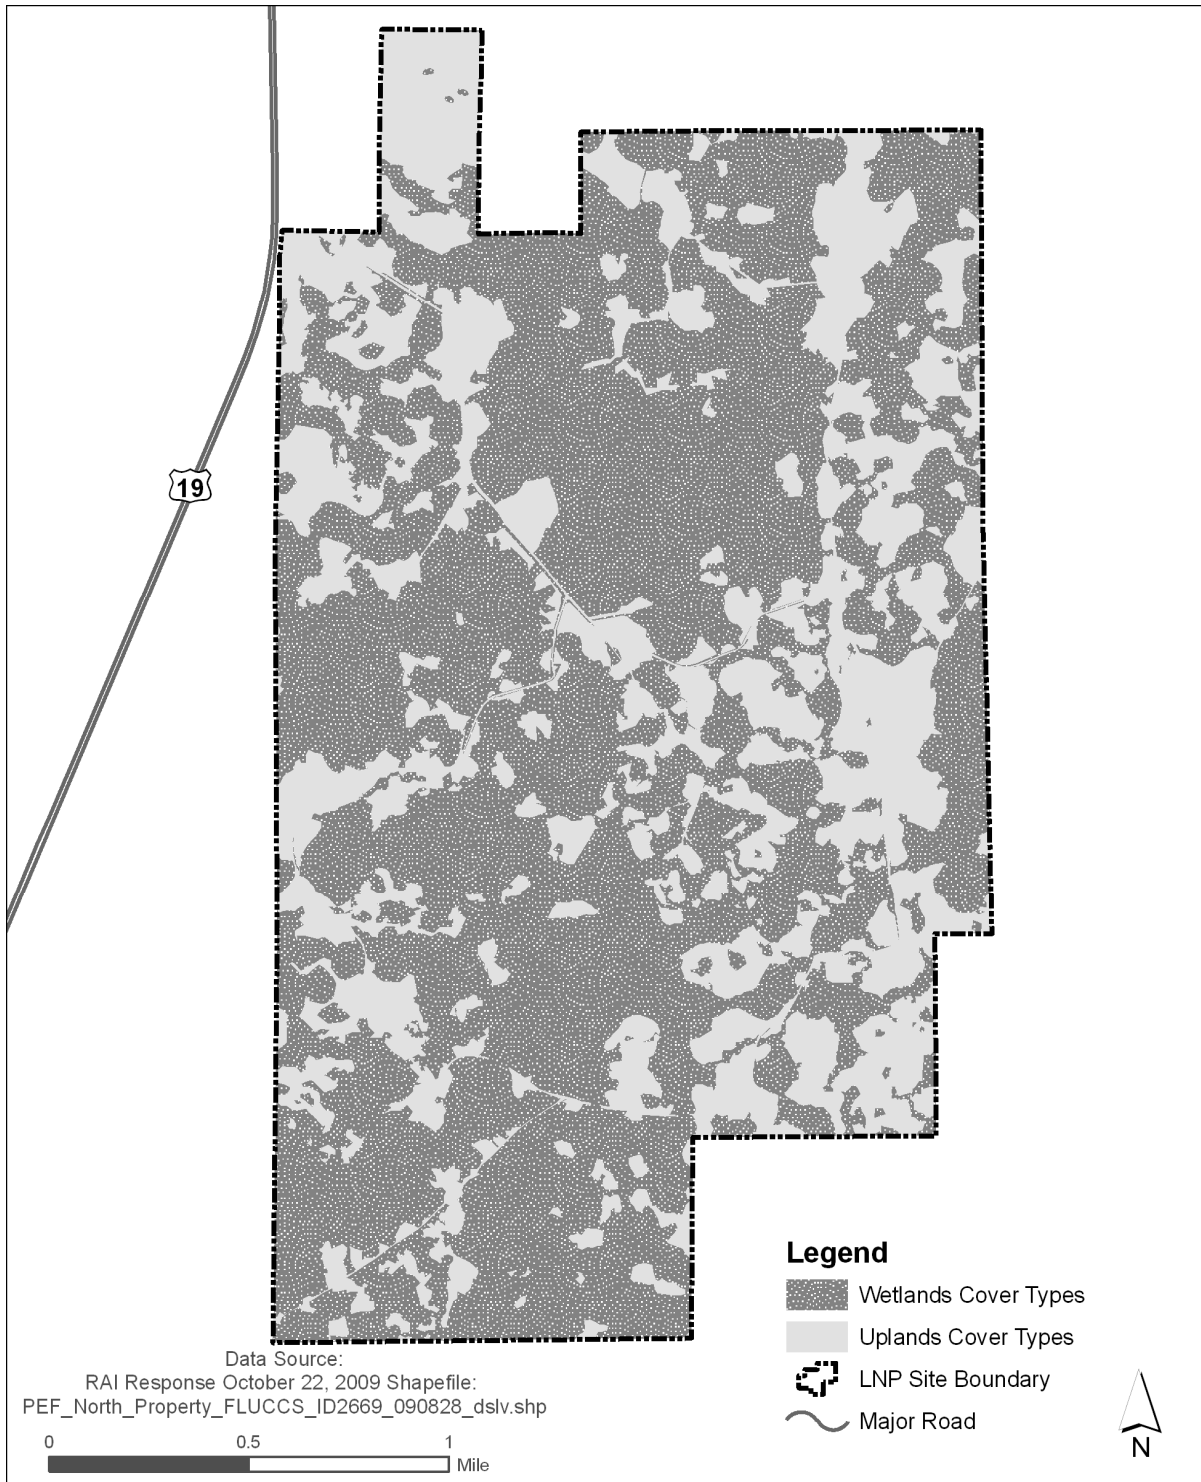 19
Legend
Wetlands Cover Types
Uplands Cover Types
LNP Site Boundary
Major Road
N
Data Source:
RAI Response October 22, 2009 Shapefile:
PEF_North_Property_FLUCCS_ID2669_090828_dslv.shp
0 0.5 1
Mile